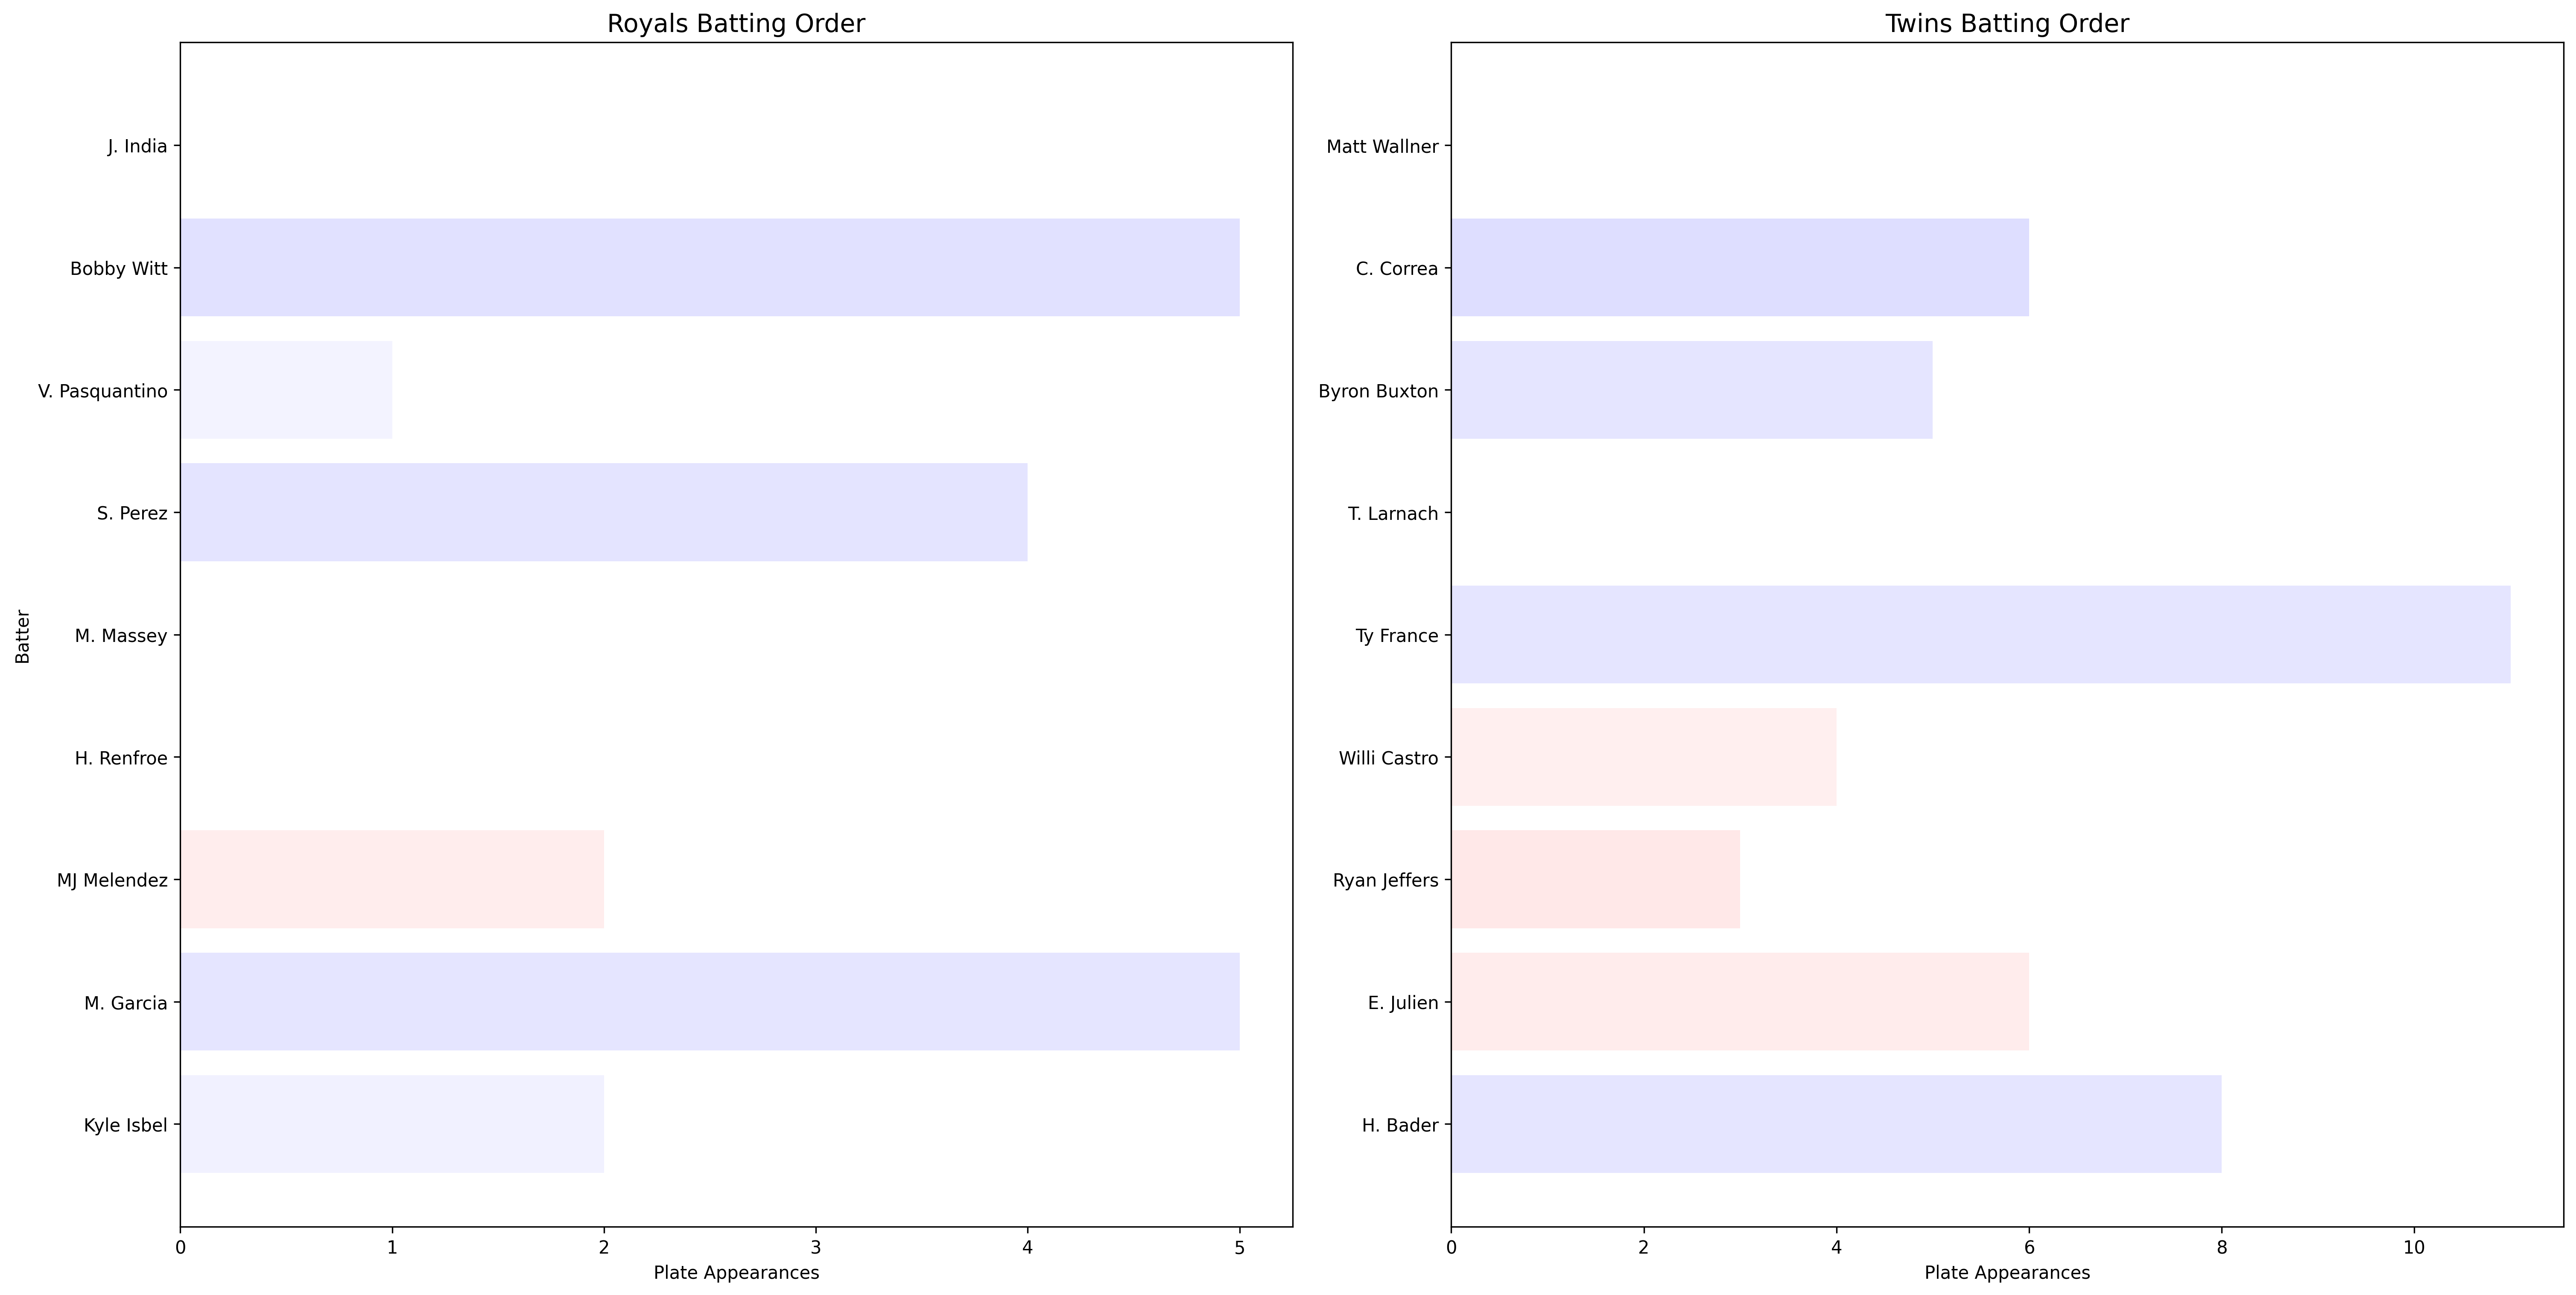 Royals Batting Order
Batter
J. India
Bobby Witt
V. Pasquantino
S. Perez
M. Massey
H. Renfroe
MJ Melendez
M. Garcia
Kyle Isbel
0 1 2 3 4 5
Plate Appearances
Twins Batting Order
Matt Wallner
C. Correa
Byron Buxton
T. Larnach
Ty France
Willi Castro
Ryan Jeffers
E. Julien
H. Bader
0 2 4 6 8 10
Plate Appearances